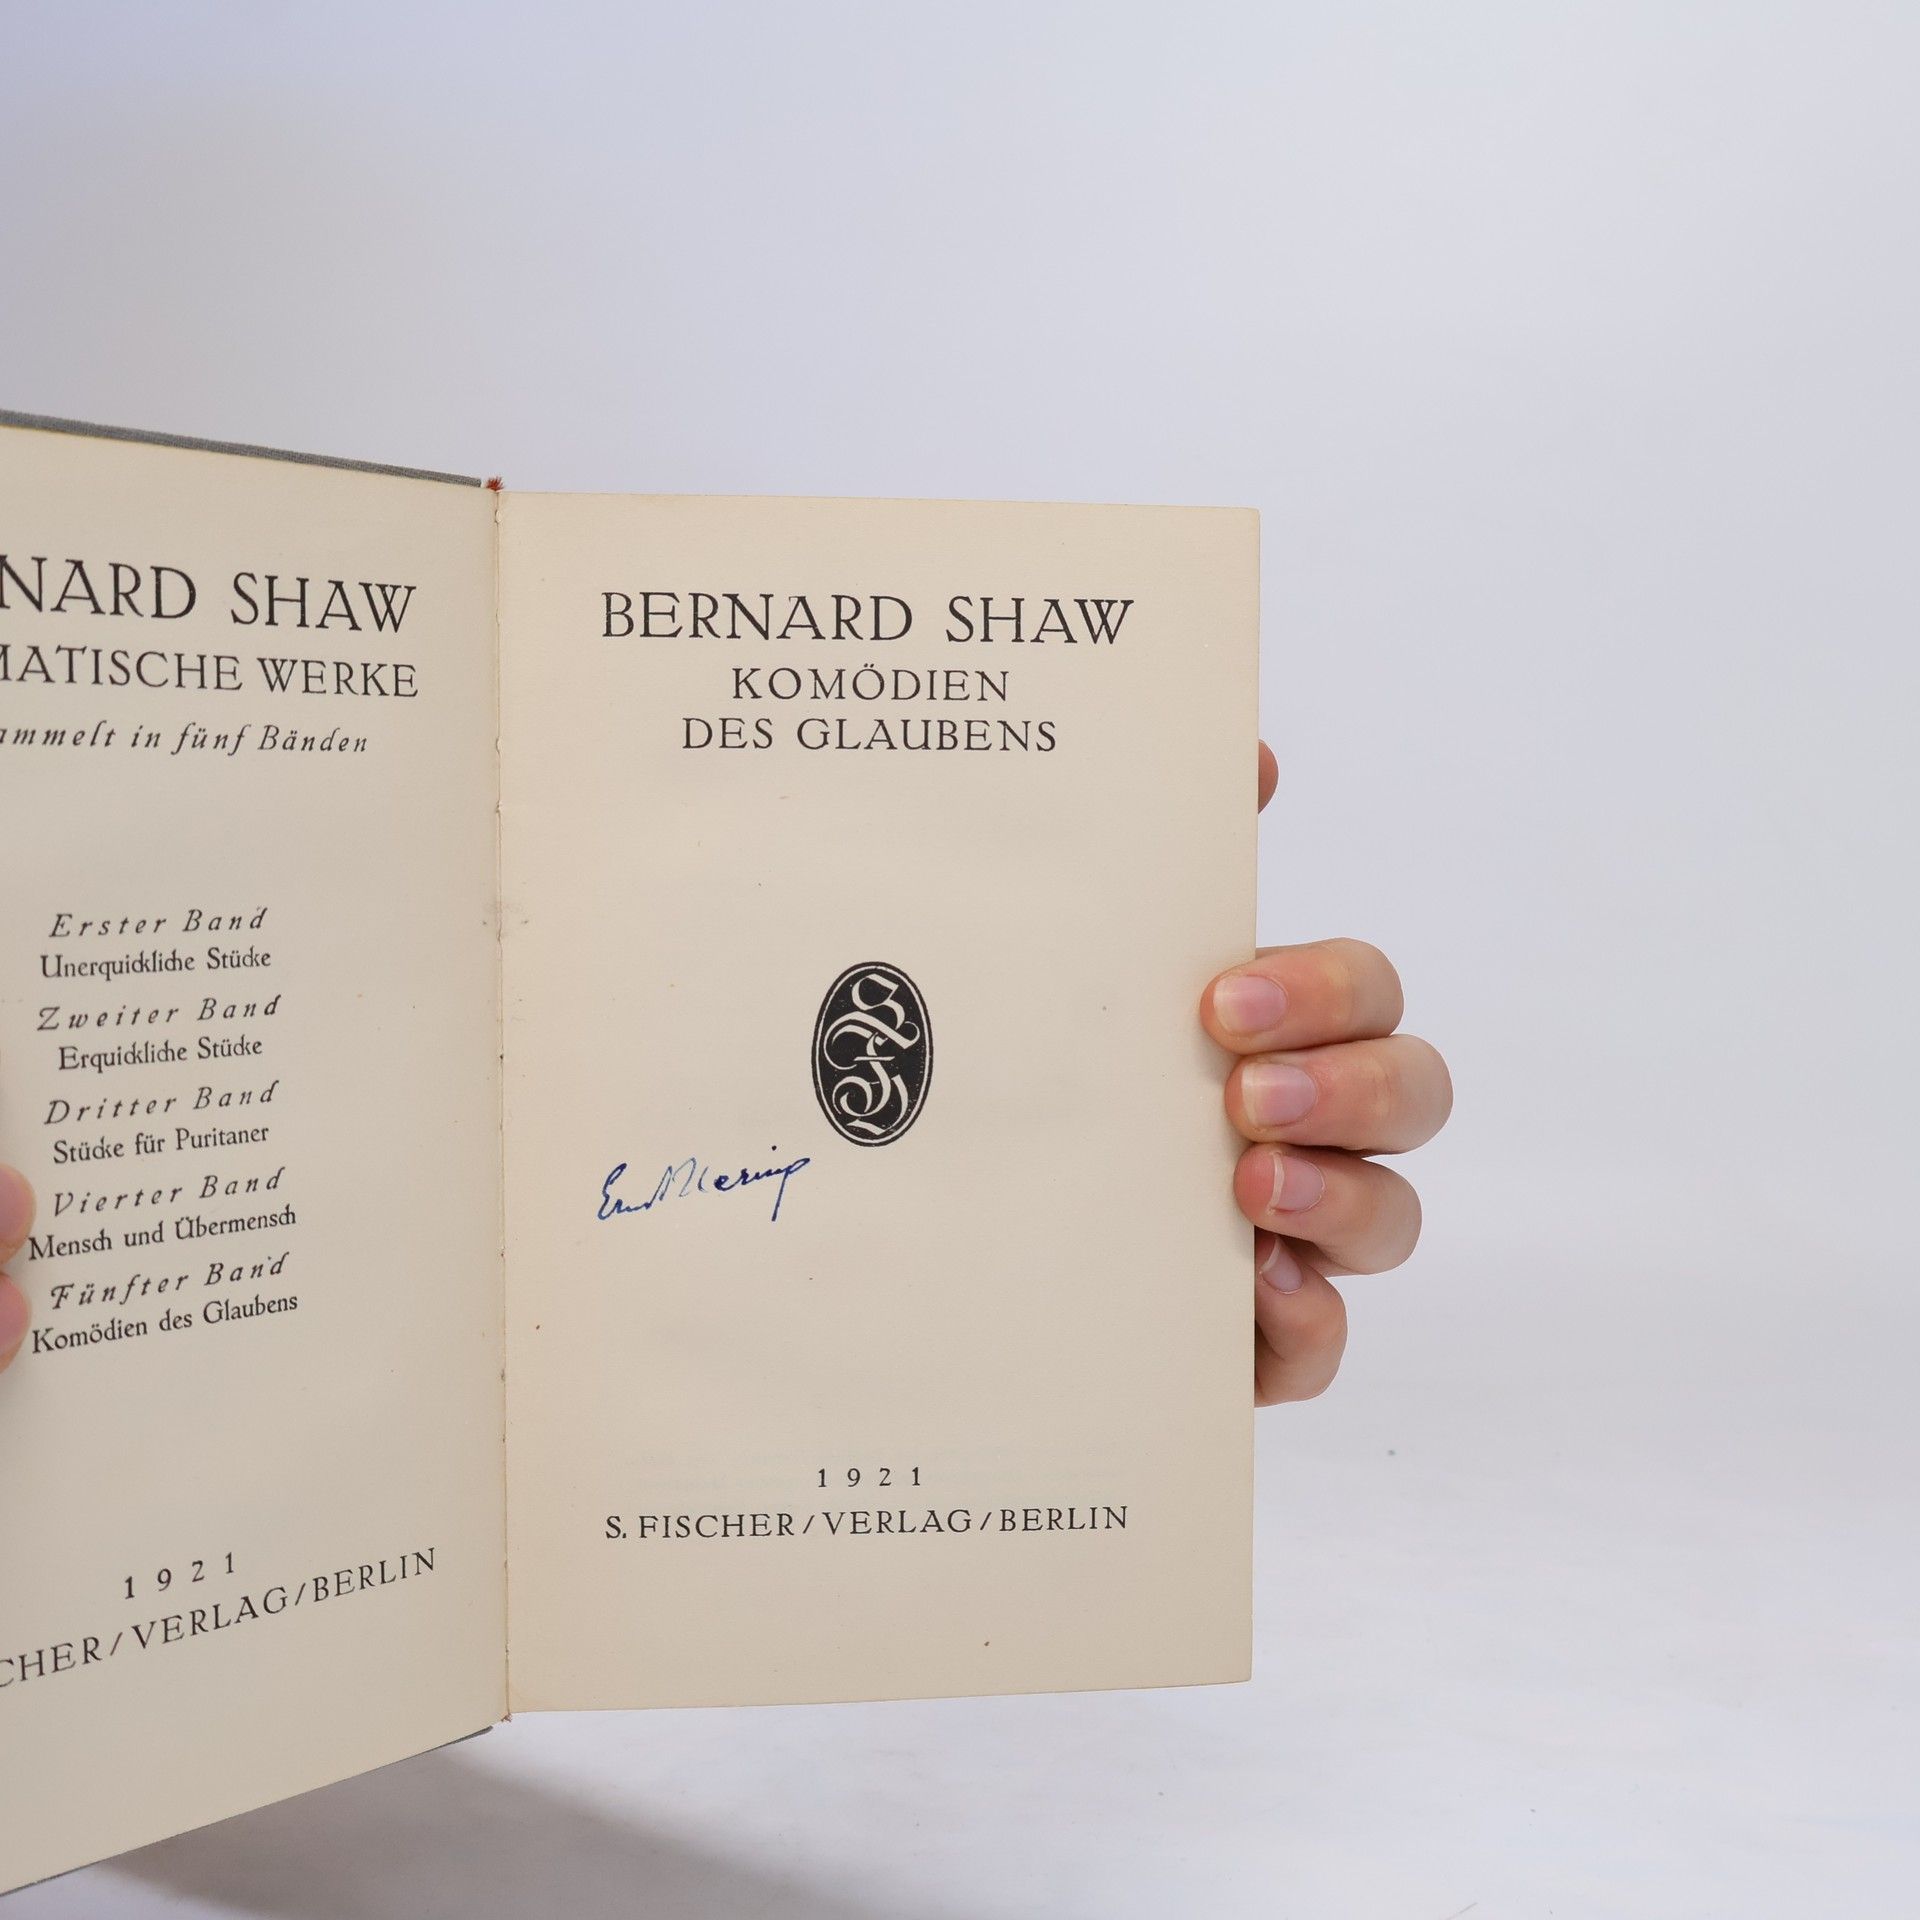 NARD SHAW
MATISCHE WERKE
ammelt in fünf Bänden
Erster Band
Unerquickliche Stücke
Zweiter Band
Erquickliche Stücke
Dritter Band
Stücke für Puritaner
Vierter Band
Mensch und Übermensch
Fünfter Band
Komödien des Glaubens
1921
CHER/VERLAG/BERLIN
BERNARD SHAW
KOMÖDIEN
DES GLAUBENS
SF
Ernst
1921
S. FISCHER/VERLAG/BERLIN